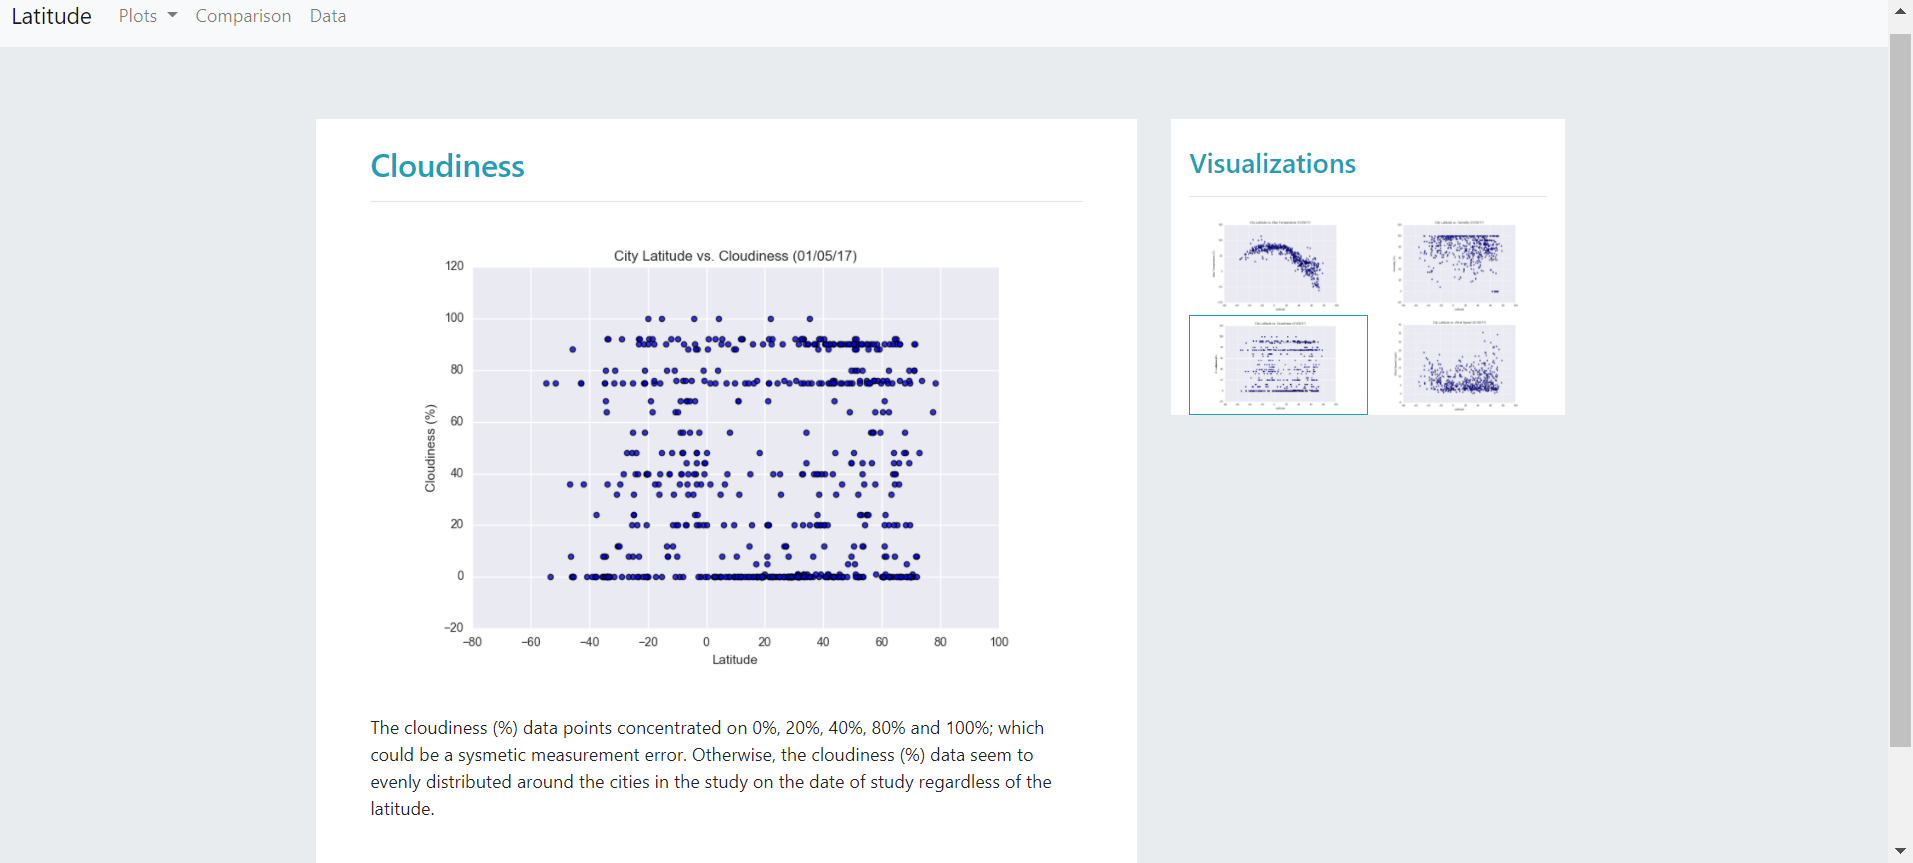 Latitude Plots Comparison Data
Cloudiness
City Latitude vs. Cloudiness (01/05/17)
120
100
80
60
40
20
0
−20
Cloudiness (%)
−80 −60 −40 −20 0 20 40 60 80 100
Latitude
The cloudiness (%) data points concentrated on 0%, 20%, 40%, 80% and 100%; which
could be a sysmetic measurement error. Otherwise, the cloudiness (%) data seem to
evenly distributed around the cities in the study on the date of study regardless of the
latitude.
Visualizations